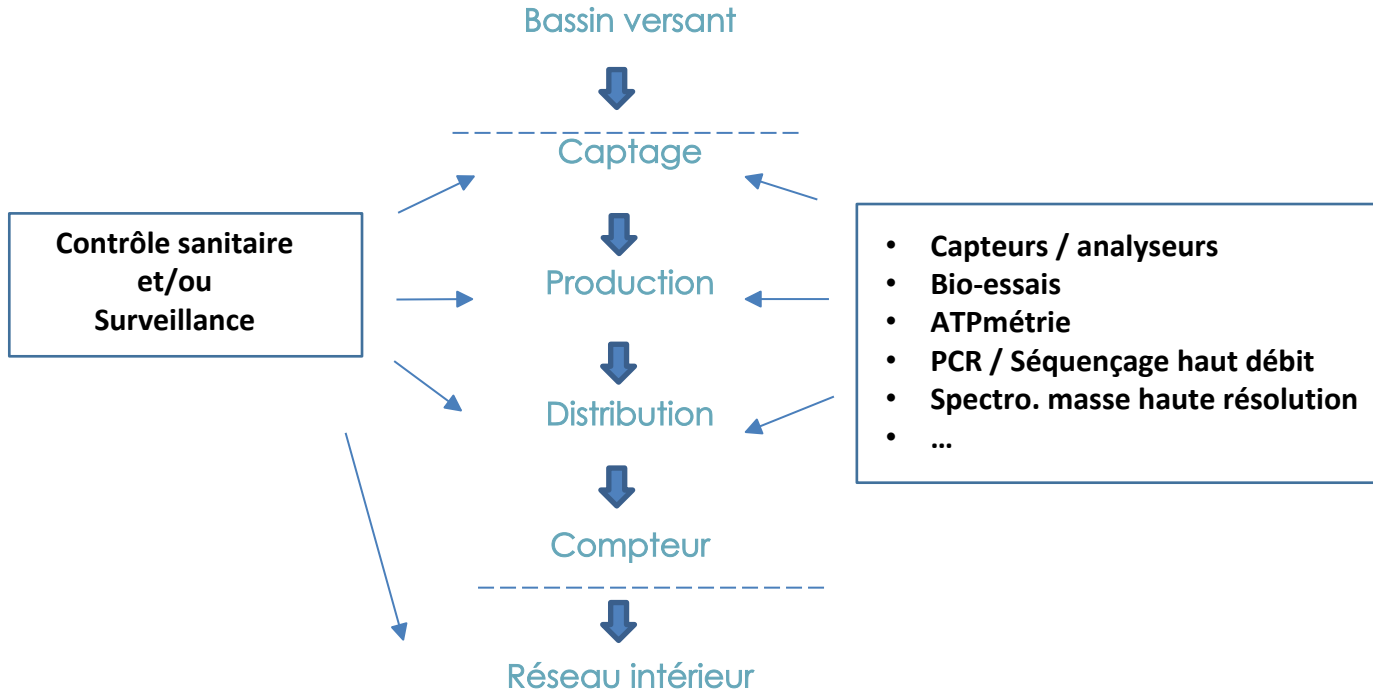 Bassin versant
Captage
Contrôle sanitaire
et/ou
Surveillance
Production
Distribution
• Capteurs / analyseurs
• Bio-essais
• ATPmétrie
• PCR / Séquençage haut débit
• Spectro. masse haute résolution
• ...
Compteur
Réseau intérieur